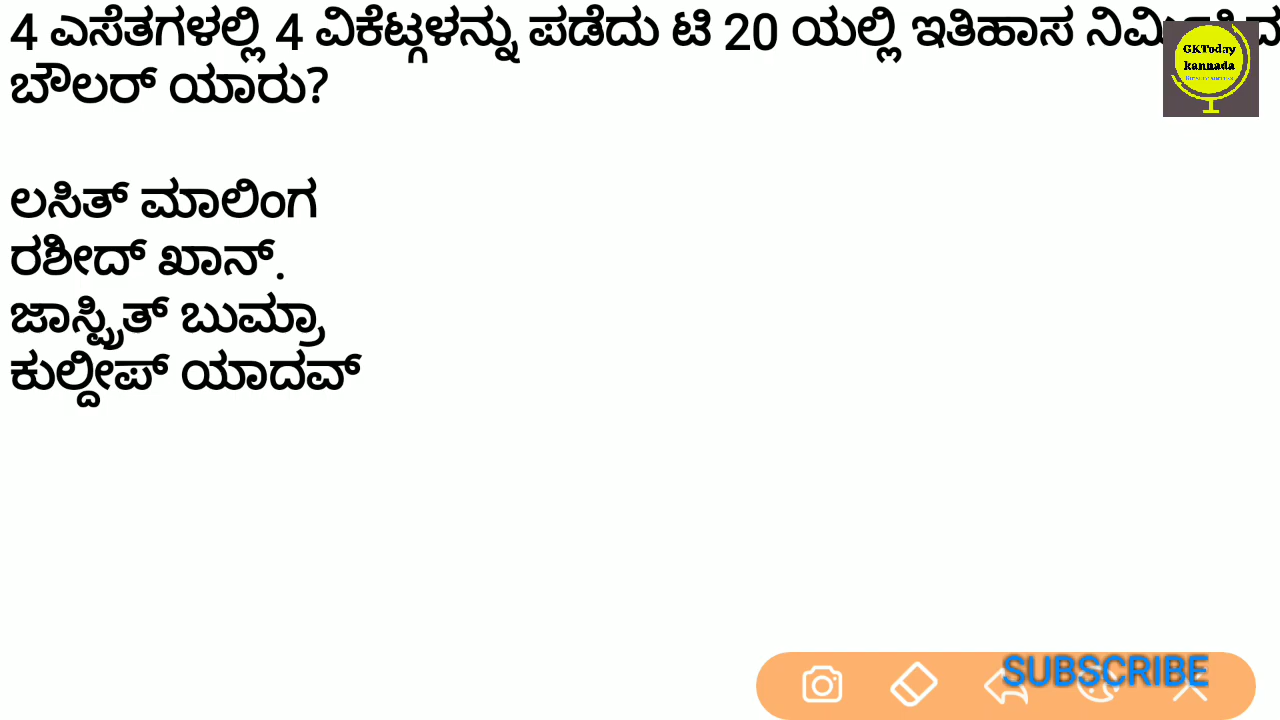 4 ಎಸೆತಗಳಲ್ಲಿ 4 ವಿಕೆಟ್ಗಳನ್ನು ಪಡೆದು ಟಿ 20 ಯಲ್ಲಿ ಇತಿಹಾಸ
ಬೌಲರ್ ಯಾರು?
ಲಸಿತ್ ಮಾಲಿಂಗ
ರಶೀದ್ ಖಾನ್.
ಜಾಸ್ಪ್ರಿತ್ ಬುಮ್ರಾ
ಕುಲ್ದೀಪ್ ಯಾದವ್
GKToday
kannada
SUBSCRIBE